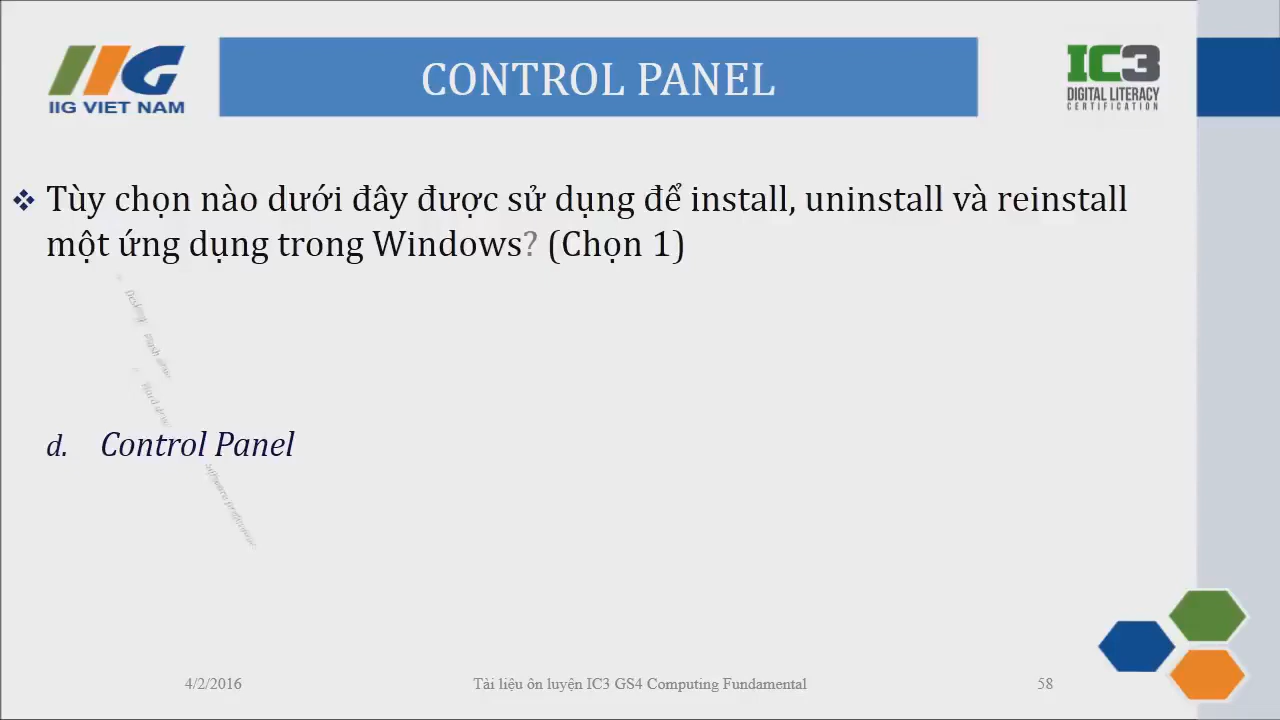 IIG VIET NAM
CONTROL PANEL
IC3
DIGITAL LITERACY
CERTIFICATION
Tùy chọn nào dưới đây được sử dụng để install, uninstall và reinstall
một ứng dụng trong Windows? (Chọn 1)
d. Control Panel
4/2/2016
Tài liệu ôn luyện IC3 GS4 Computing Fundamental
58